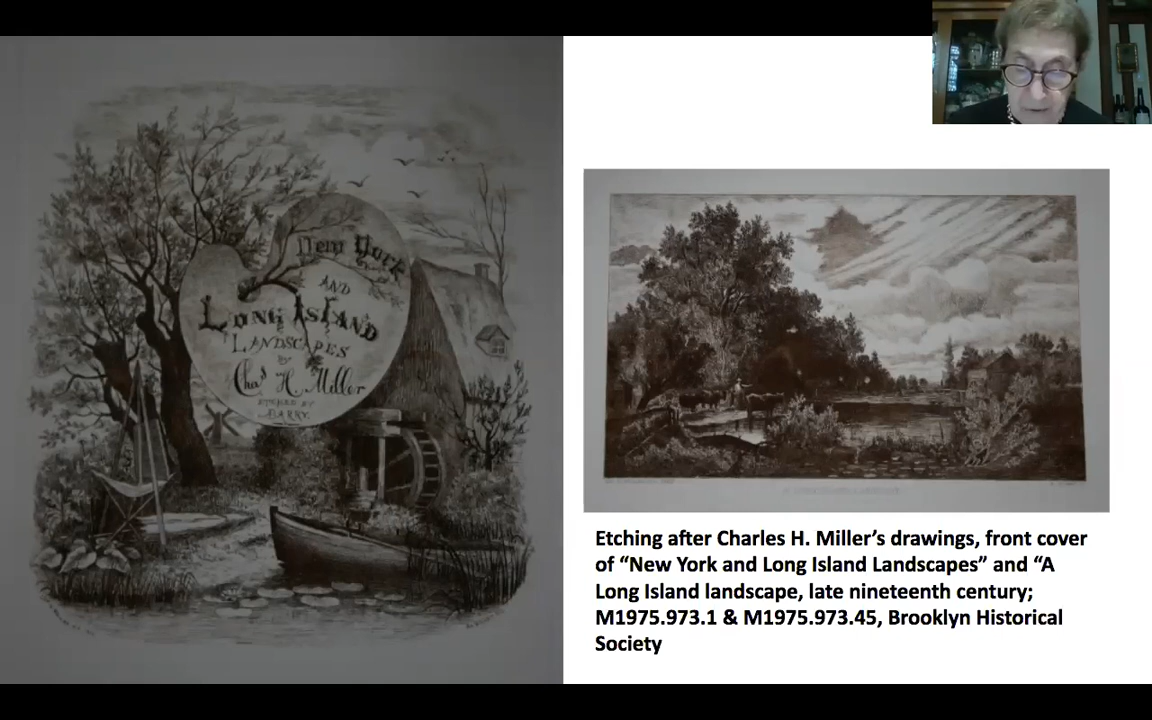 New York
AND
LONG ISLAND
LANDSCAPES
BY
Chas H. Miller
ETCHED BY
BARRY
Etching after Charles H. Miller’s drawings, front cover
of “New York and Long Island Landscapes” and “A
Long Island landscape, late nineteenth century;
M1975.973.1 & M1975.973.45, Brooklyn Historical
Society